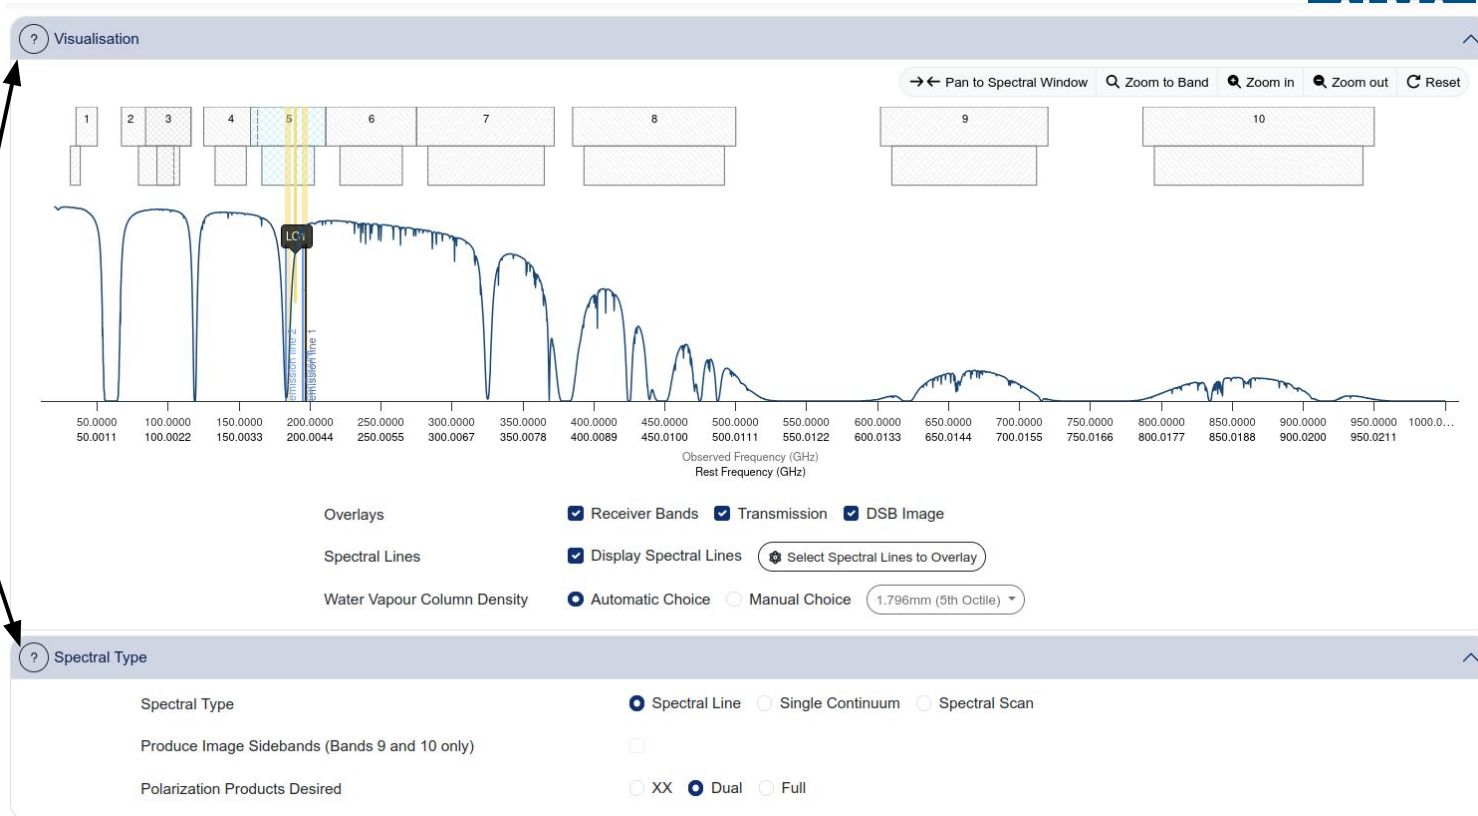 ? Visualisation
Pan to Spectral Window Zoom to Band Zoom in Zoom out Reset
1 2 3 4 5 6 7 8 9 10
LO1
emission line 2
emission line 1
50.0000 100.0000 150.0000 200.0000 250.0000 300.0000 350.0000 400.0000 450.0000 500.0000 550.0000 600.0000 650.0000 700.0000 750.0000 800.0000 850.0000 900.0000 950.0000 1000.0...
50.0011 100.0022 150.0033 200.0044 250.0055 300.0067 350.0078 400.0089 450.0100 500.0111 550.0122 600.0133 650.0144 700.0155 750.0166 800.0177 850.0188 900.0200 950.0211
Observed Frequency (GHz)
Rest Frequency (GHz)
Overlays Receiver Bands Transmission DSB Image
Spectral Lines Display Spectral Lines Select Spectral Lines to Overlay
Water Vapour Column Density Automatic Choice Manual Choice 1.796mm (5th Octile)
? Spectral Type
Spectral Type Spectral Line Single Continuum Spectral Scan
Produce Image Sidebands (Bands 9 and 10 only)
Polarization Products Desired XX Dual Full